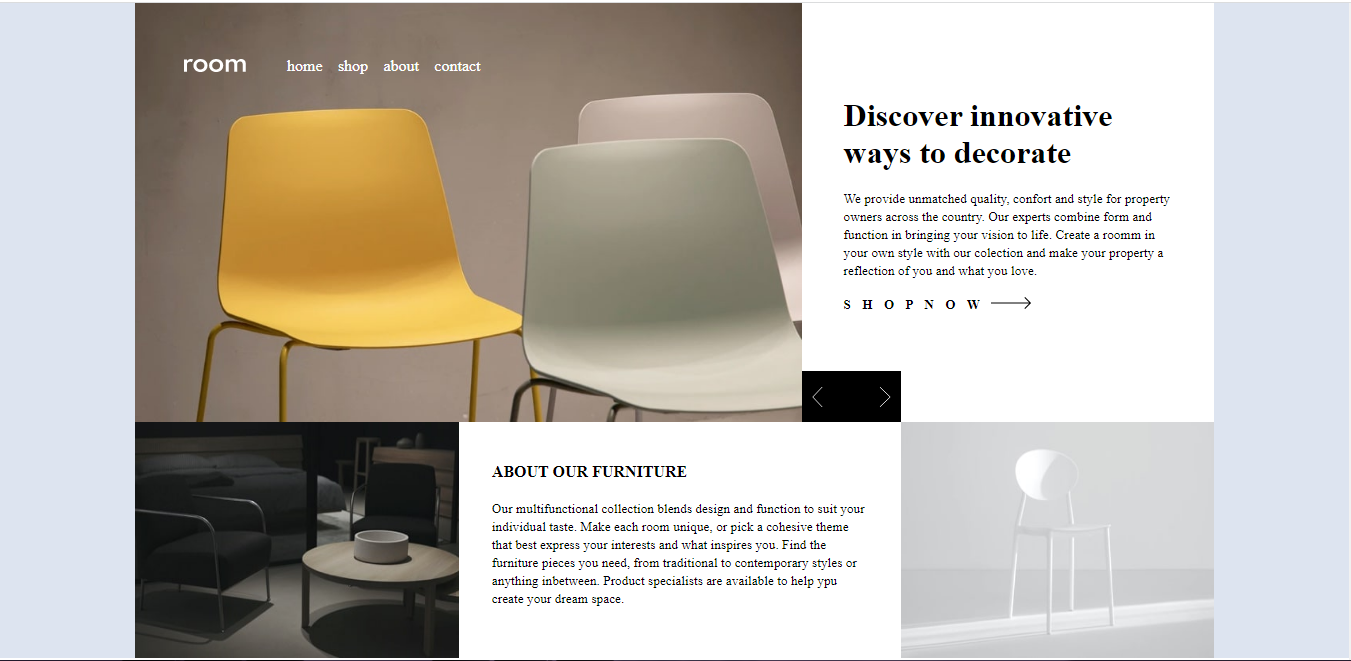 room
home shop about contact
Discover innovative
ways to decorate
We provide unmatched quality, confort and style for property
owners across the country. Our experts combine form and
function in bringing your vision to life. Create a roomm in
your own style with our colection and make your property a
reflection of you and what you love.
S H O P N O W
ABOUT OUR FURNITURE
Our multifunctional collection blends design and function to suit your
individual taste. Make each room unique, or pick a cohesive theme
that best express your interests and what inspires you. Find the
furniture pieces you need, from traditional to contemporary styles or
anything inbetween. Product specialists are available to help ypu
create your dream space.